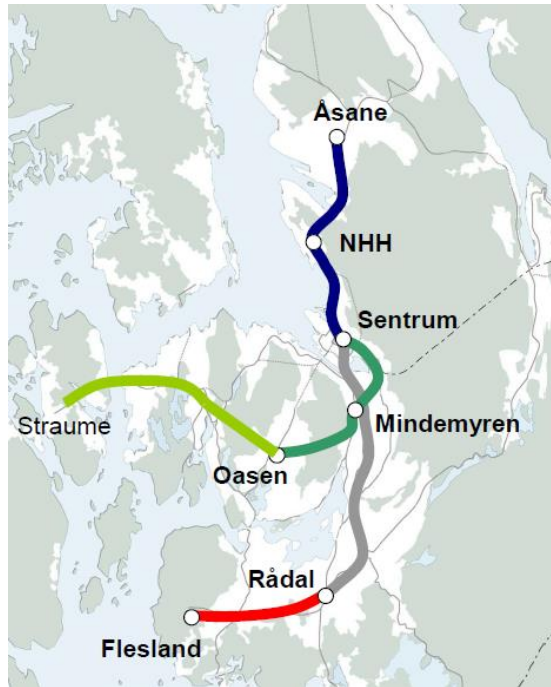 Åsane
NHH
Sentrum
Mindemyren
Straume
Oasen
Rådal
Flesland